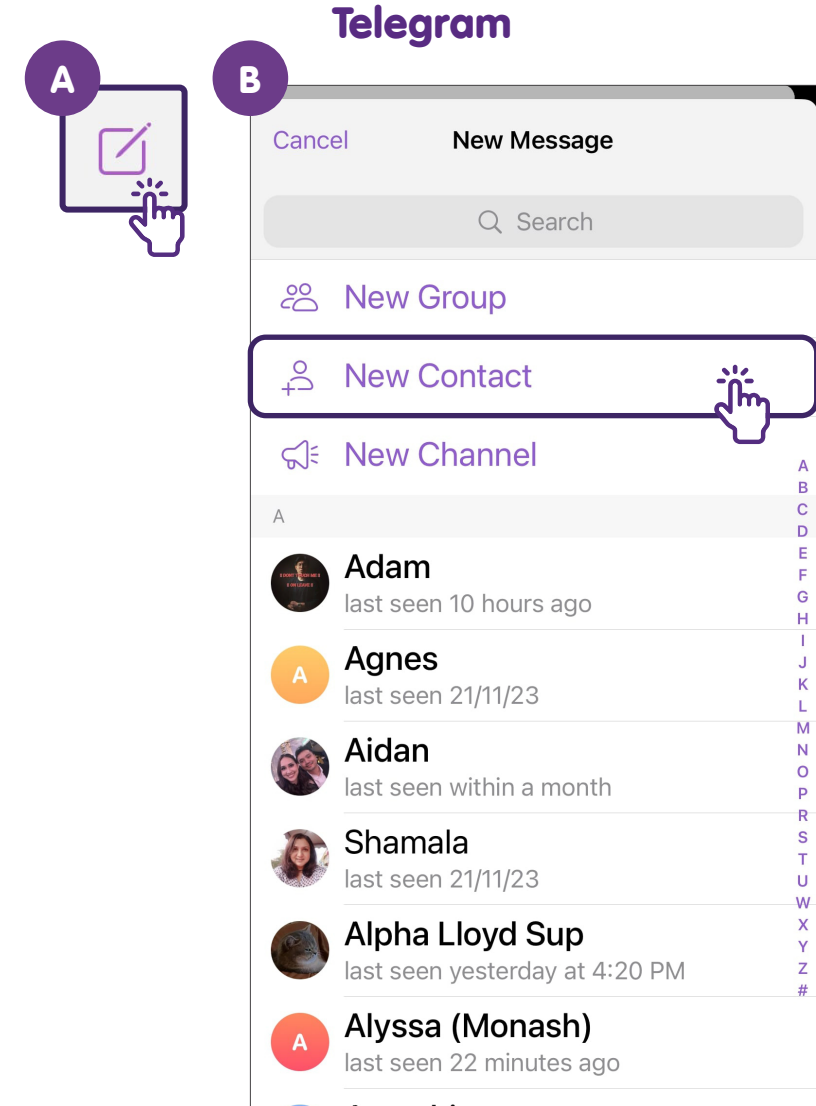 Telegram
A
B
Cancel
New Message
Search
New Group
New Contact
New Channel
A
Adam
last seen 10 hours ago
A
Agnes
last seen 21/11/23
Aidan
last seen within a month
Shamala
last seen 21/11/23
Alpha Lloyd Sup
last seen yesterday at 4:20 PM
A
Alyssa (Monash)
last seen 22 minutes ago
A
B
C
D
E
F
G
H
I
J
K
L
M
N
O
P
R
S
T
U
W
X
Y
Z
#